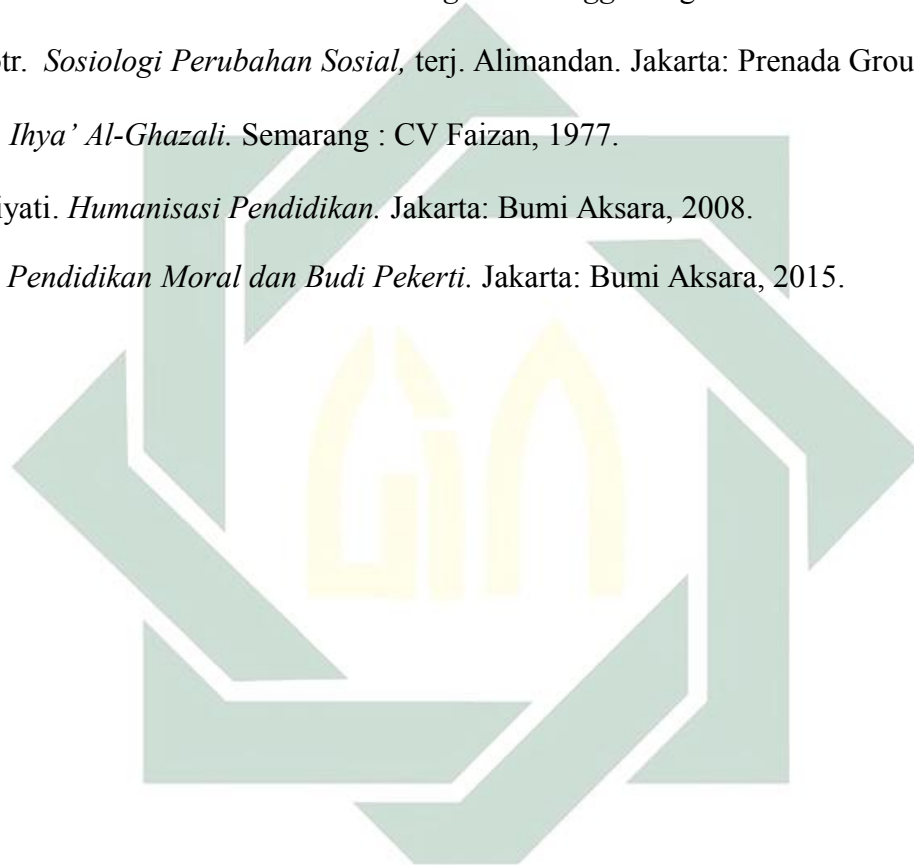 otr. Sosiologi Perubahan Sosial, terj. Alimandan. Jakarta: Prenada Grou
Ihya’ Al-Ghazali. Semarang : CV Faizan, 1977.
iyati. Humanisasi Pendidikan. Jakarta: Bumi Aksara, 2008.
Pendidikan Moral dan Budi Pekerti. Jakarta: Bumi Aksara, 2015.